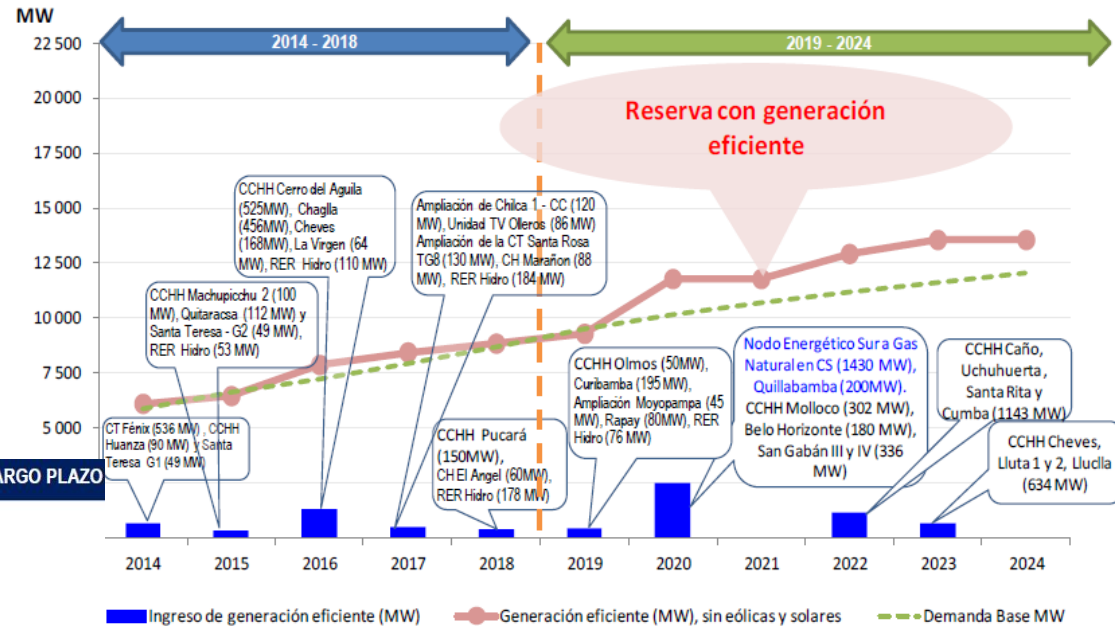 MW
22 500
20 000
17 500
15 000
12 500
10 000
7 500
5 000
2014 - 2018
2019 - 2024
Reserva con generación
eficiente
CT Fénix (536 MW) , CCHH
Huanza (90 MW) y Santa
Teresa G1 (49 MW)
CCHH Machupicchu 2 (100
MW), Quitaracsa (112 MW) y
Santa Teresa - G2 (49 MW),
RER Hidro (53 MW)
CCHH Cerro del Aguila
(525MW), Chaglla
(456MW), Cheves
(168MW), La Virgen (64
MW), RER Hidro (110 MW)
Ampliación de Chilca 1 - CC (120
MW), Unidad TV Olleros (86 MW)
Ampliación de la CT Santa Rosa
TG8 (130 MW), CH Marañon (88
MW), RER Hidro (184 MW)
CCHH Pucará
(150MW),
CH El Angel (60MW),
RER Hidro (178 MW)
CCHH Olmos (50MW),
Curibamba (195 MW),
Ampliación Moyopampa (45
MW), Rapay (80MW), RER
Hidro (76 MW)
Nodo Energético Sur a Gas
Natural en CS (1430 MW),
Quillabamba (200MW).
CCHH Molloco (302 MW),
Belo Horizonte (180 MW),
San Gabán III y IV (336
MW)
CCHH Caño,
Uchuhuerta,
Santa Rita y
Cumba (1143 MW)
CCHH Cheves,
Lluta 1 y 2, Lluclla
(634 MW)
ARGO PLAZO
2014 2015 2016 2017 2018 2019 2020 2021 2022 2023 2024
Ingreso de generación eficiente (MW) Generación eficiente (MW), sin eólicas y solares Demanda Base MW